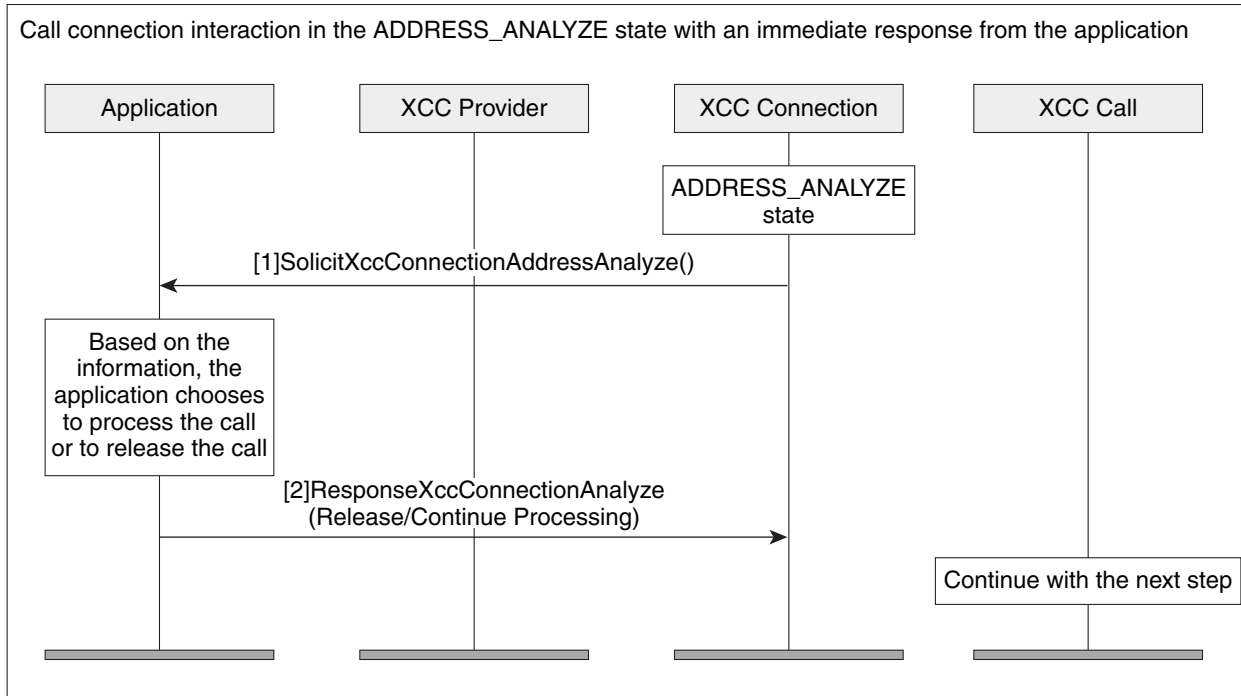 Call connection interaction in the ADDRESS_ANALYZE state with an immediate response from the application
Application
XCC Provider
XCC Connection
XCC Call
ADDRESS_ANALYZE
state
[1]SolicitXccConnectionAddressAnalyze()
Based on the
information, the
application chooses
to process the call
or to release the call
[2]ResponseXccConnectionAnalyze
(Release/Continue Processing)
Continue with the next step